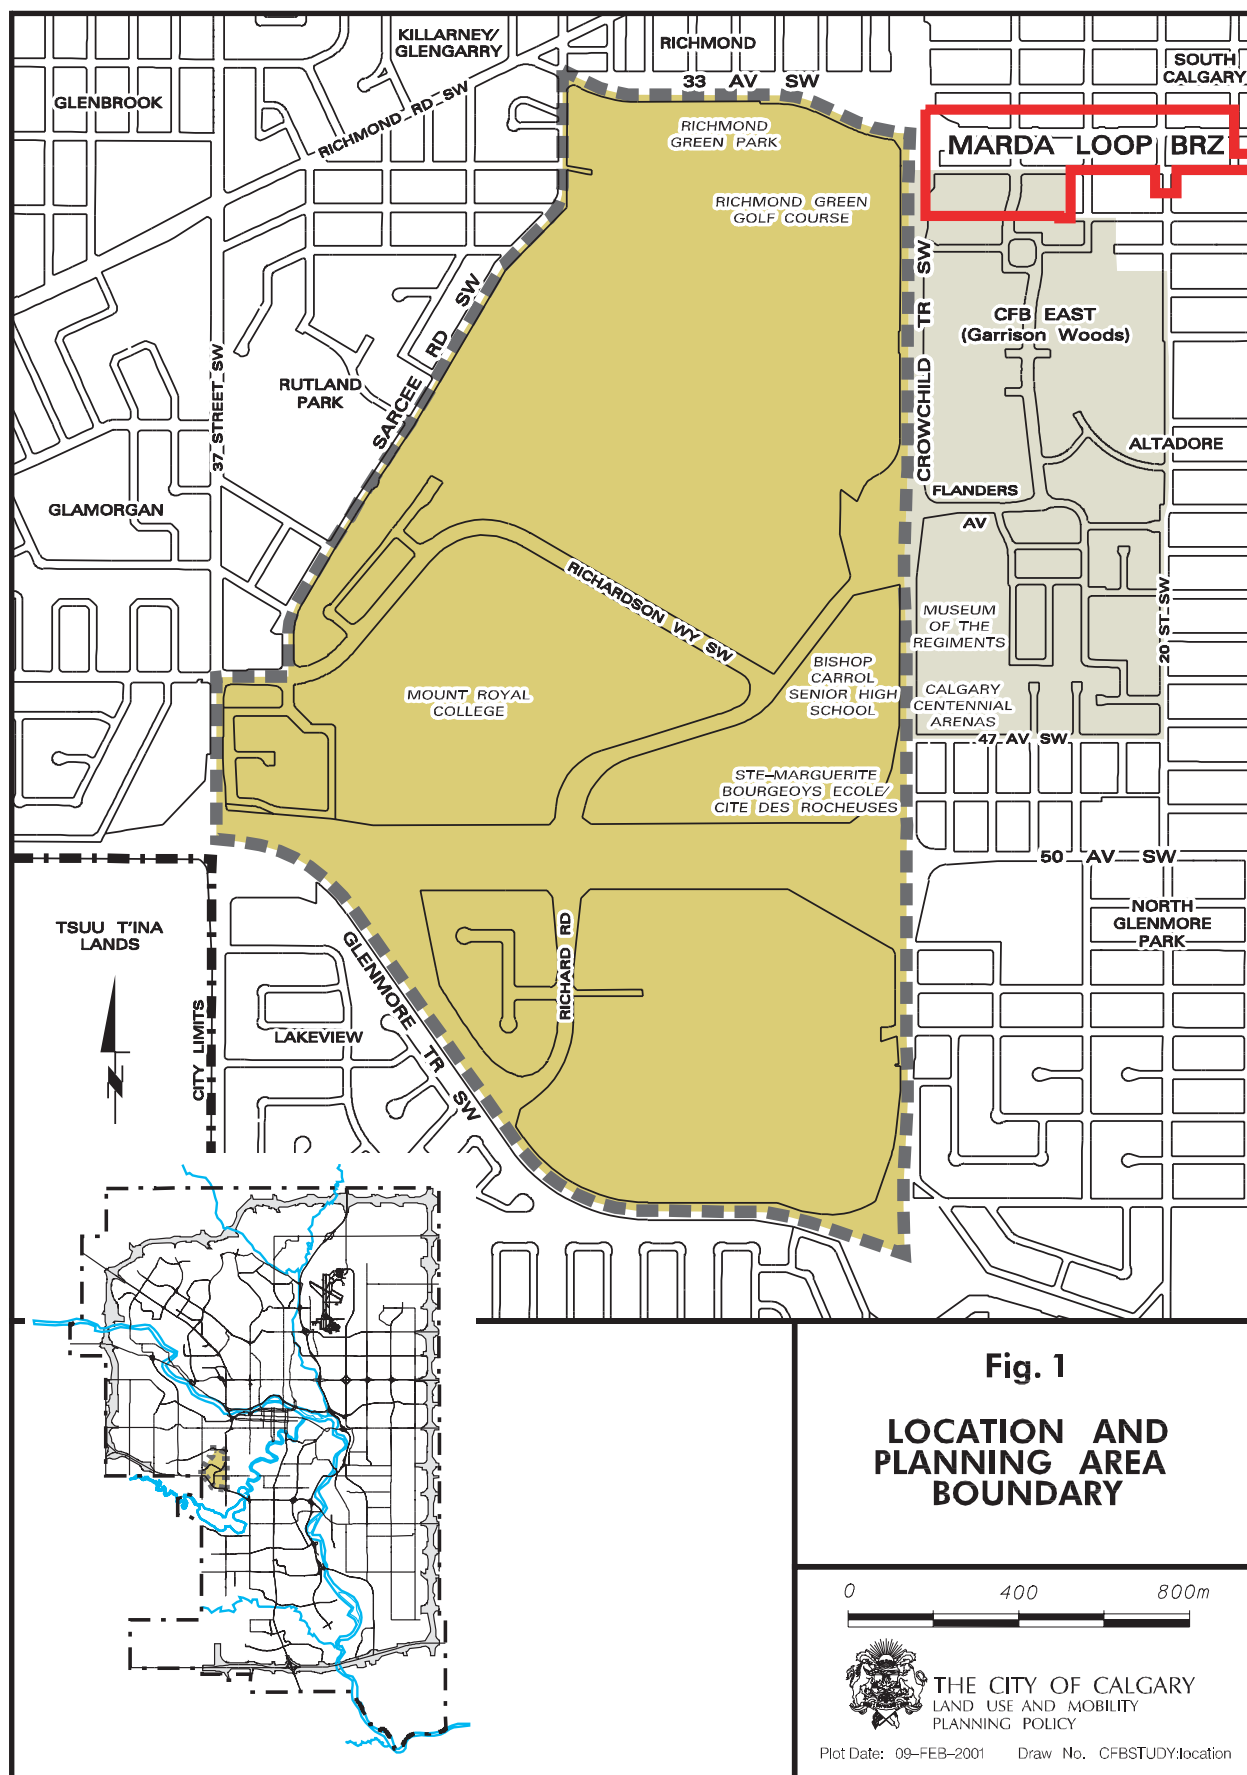 KILLARNEY/
GLENGARRY
RICHMOND
33 AV SW
SOUTH
CALGARY
GLENBROOK
RICHMOND RD SW
RICHMOND
GREEN PARK
MARDA LOOP BRZ
RICHMOND GREEN
GOLF COURSE
SARCEE RD SW
CROWCHILD TR SW
CFB EAST
(Garrison Woods)
37 STREET SW
RUTLAND
PARK
ALTADORE
GLAMORGAN
FLANDERS
AV
RICHARDSON WY SW
MUSEUM
OF THE
REGIMENTS
20 ST. SW
MOUNT ROYAL
COLLEGE
BISHOP
CARROL
SENIOR HIGH
SCHOOL
CALGARY
CENTENNIAL
ARENAS
47 AV SW
STE-MARGUERITE
BOURGEOYS ECOLE/
CITE DES ROCHEUSES
50 AV SW
TSUU T'INA
LANDS
NORTH
GLENMORE
PARK
GLENMORE TR SW
RICHARD RD
CITY LIMITS
LAKEVIEW
Fig. 1
LOCATION AND
PLANNING AREA
BOUNDARY
0 400 800m
THE CITY OF CALGARY
LAND USE AND MOBILITY
PLANNING POLICY
Plot Date: 09-FEB-2001 Draw No. CFBSTUDY:location